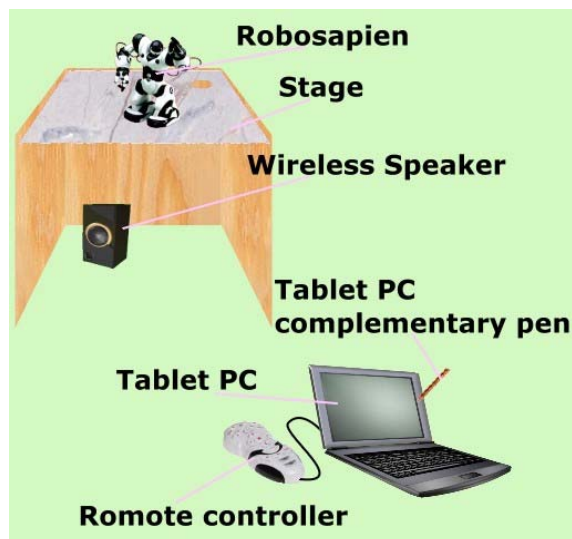 Robosapien
Stage
Wireless Speaker
Tablet PC
complementary pen
Tablet PC
Romote controller